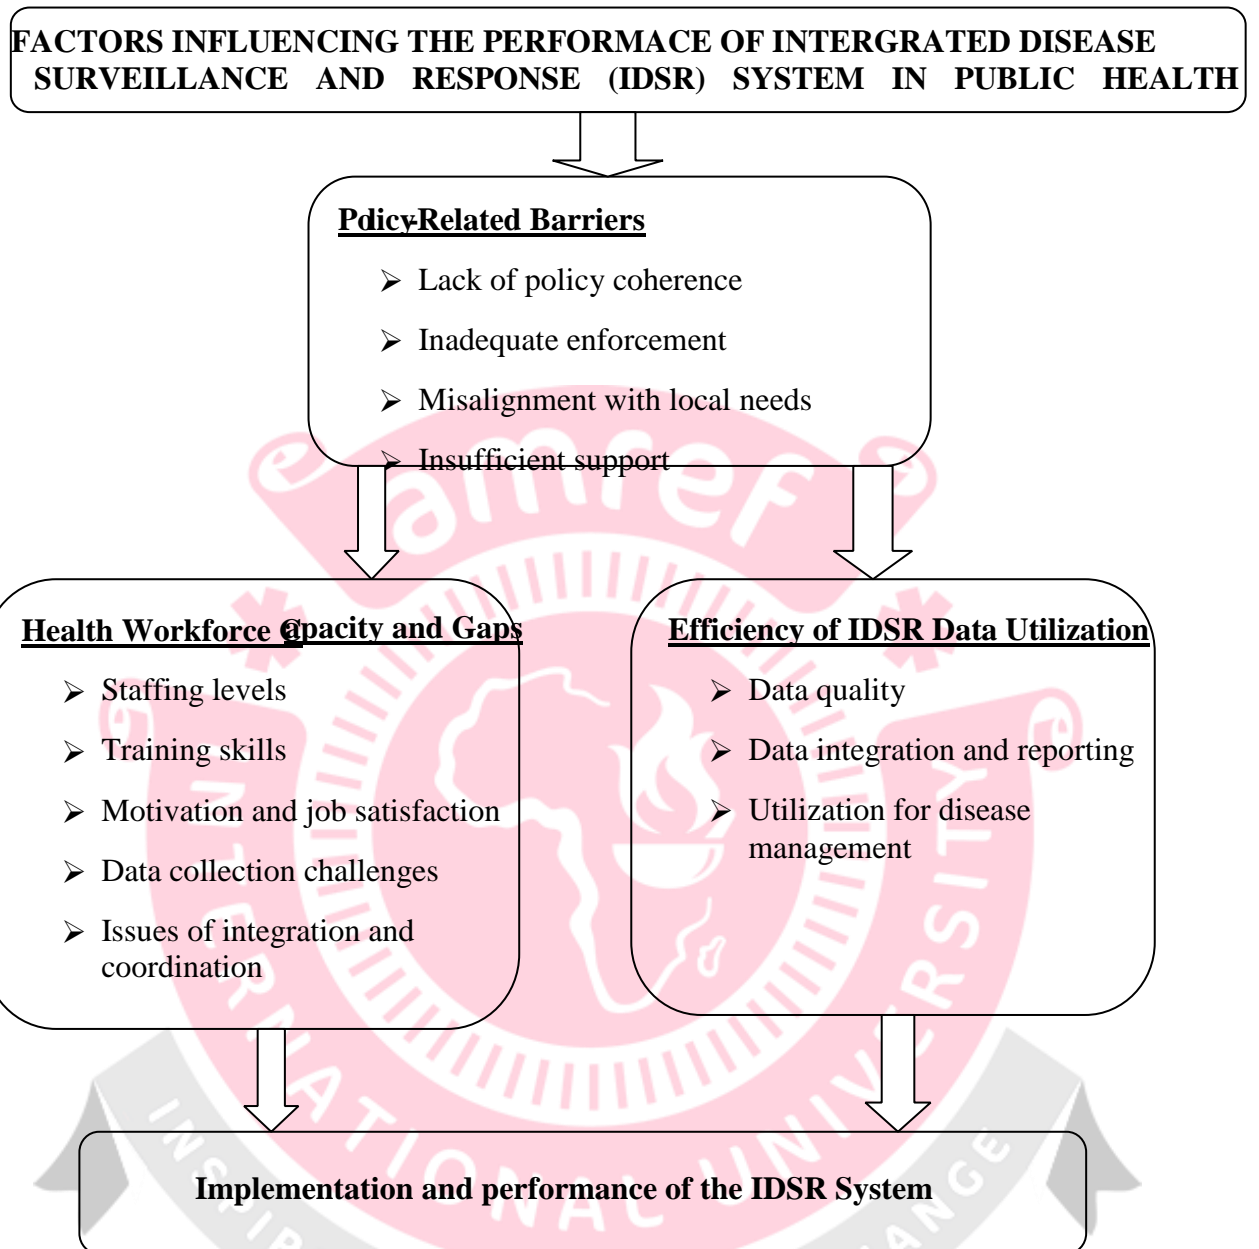 FACTORS INFLUENCING THE PERFORMACE OF INTERGRATED DISEASE
SURVEILLANCE AND RESPONSE (IDSR) SYSTEM IN PUBLIC HEALTH
Policy-Related Barriers
➢ Lack of policy coherence
➢ Inadequate enforcement
➢ Misalignment with local needs
➢ Insufficient support
amref
Health Workforce Capacity and Gaps
➢ Staffing levels
➢ Training skills
➢ Motivation and job satisfaction
➢ Data collection challenges
➢ Issues of integration and
coordination
Efficiency of IDSR Data Utilization
➢ Data quality
➢ Data integration and reporting
➢ Utilization for disease
management
INTERNATIONAL UNIVERSITY
Implementation and performance of the IDSR System